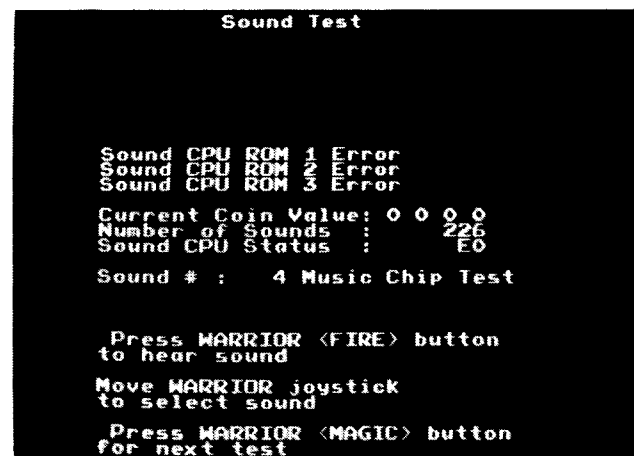 Sound Test
Sound CPU ROM 1 Error
Sound CPU ROM 2 Error
Sound CPU ROM 3 Error
Current Coin Value: 0 0 0 0
Number of Sounds : 226
Sound CPU Status : E0
Sound # : 4 Music Chip Test
Press WARRIOR <FIRE> button
to hear sound
Move WARRIOR joystick
to select sound
Press WARRIOR <MAGIC> button
for next test